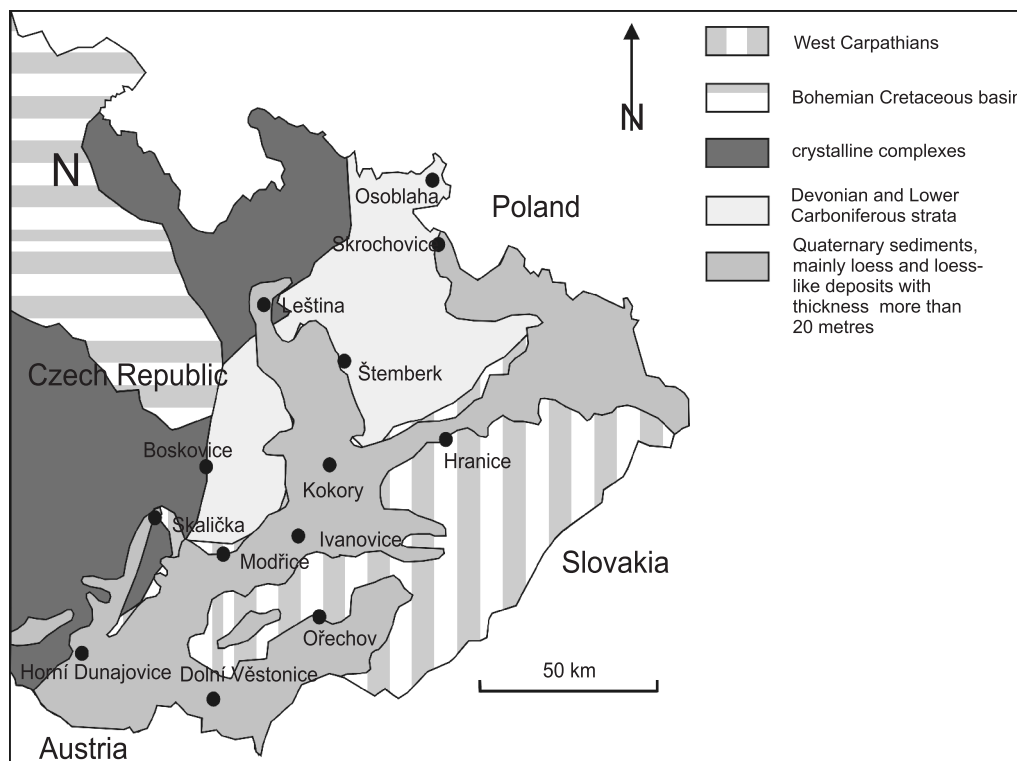 West Carpathians
N
Bohemian Cretaceous basin
crystalline complexes
N
Osoblaha
Devonian and Lower
Carboniferous strata
Poland
Skrochovice
Quaternary sediments,
mainly loess and loess-
like deposits with
thickness more than
20 metres
Leština
Štemberk
Czech Republic
Boskovice
Hranice
Kokory
Skalička
Ivanovice
Modřice
Slovakia
Ořechov
Horní Dunajovice
Dolní Věstonice
50 km
Austria